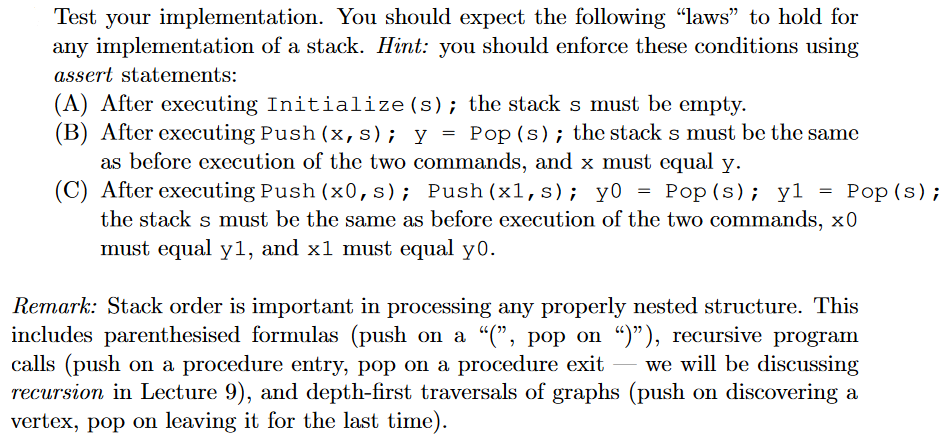 Test your implementation. You should expect the following “laws” to hold for
any implementation of a stack. Hint: you should enforce these conditions using
assert statements:
(A) After executing Initialize(s); the stack s must be empty.
(B) After executing Push(x,s); y = Pop(s); the stack s must be the same
as before execution of the two commands, and x must equal y.
(C) After executing Push(x0,s); Push(x1,s); y0 = Pop(s); y1 = Pop(s);
the stack s must be the same as before execution of the two commands, x0
must equal y1, and x1 must equal y0.
Remark: Stack order is important in processing any properly nested structure. This
includes parenthesised formulas (push on a “(”, pop on “)”), recursive program
calls (push on a procedure entry, pop on a procedure exit — we will be discussing
recursion in Lecture 9), and depth-first traversals of graphs (push on discovering a
vertex, pop on leaving it for the last time).